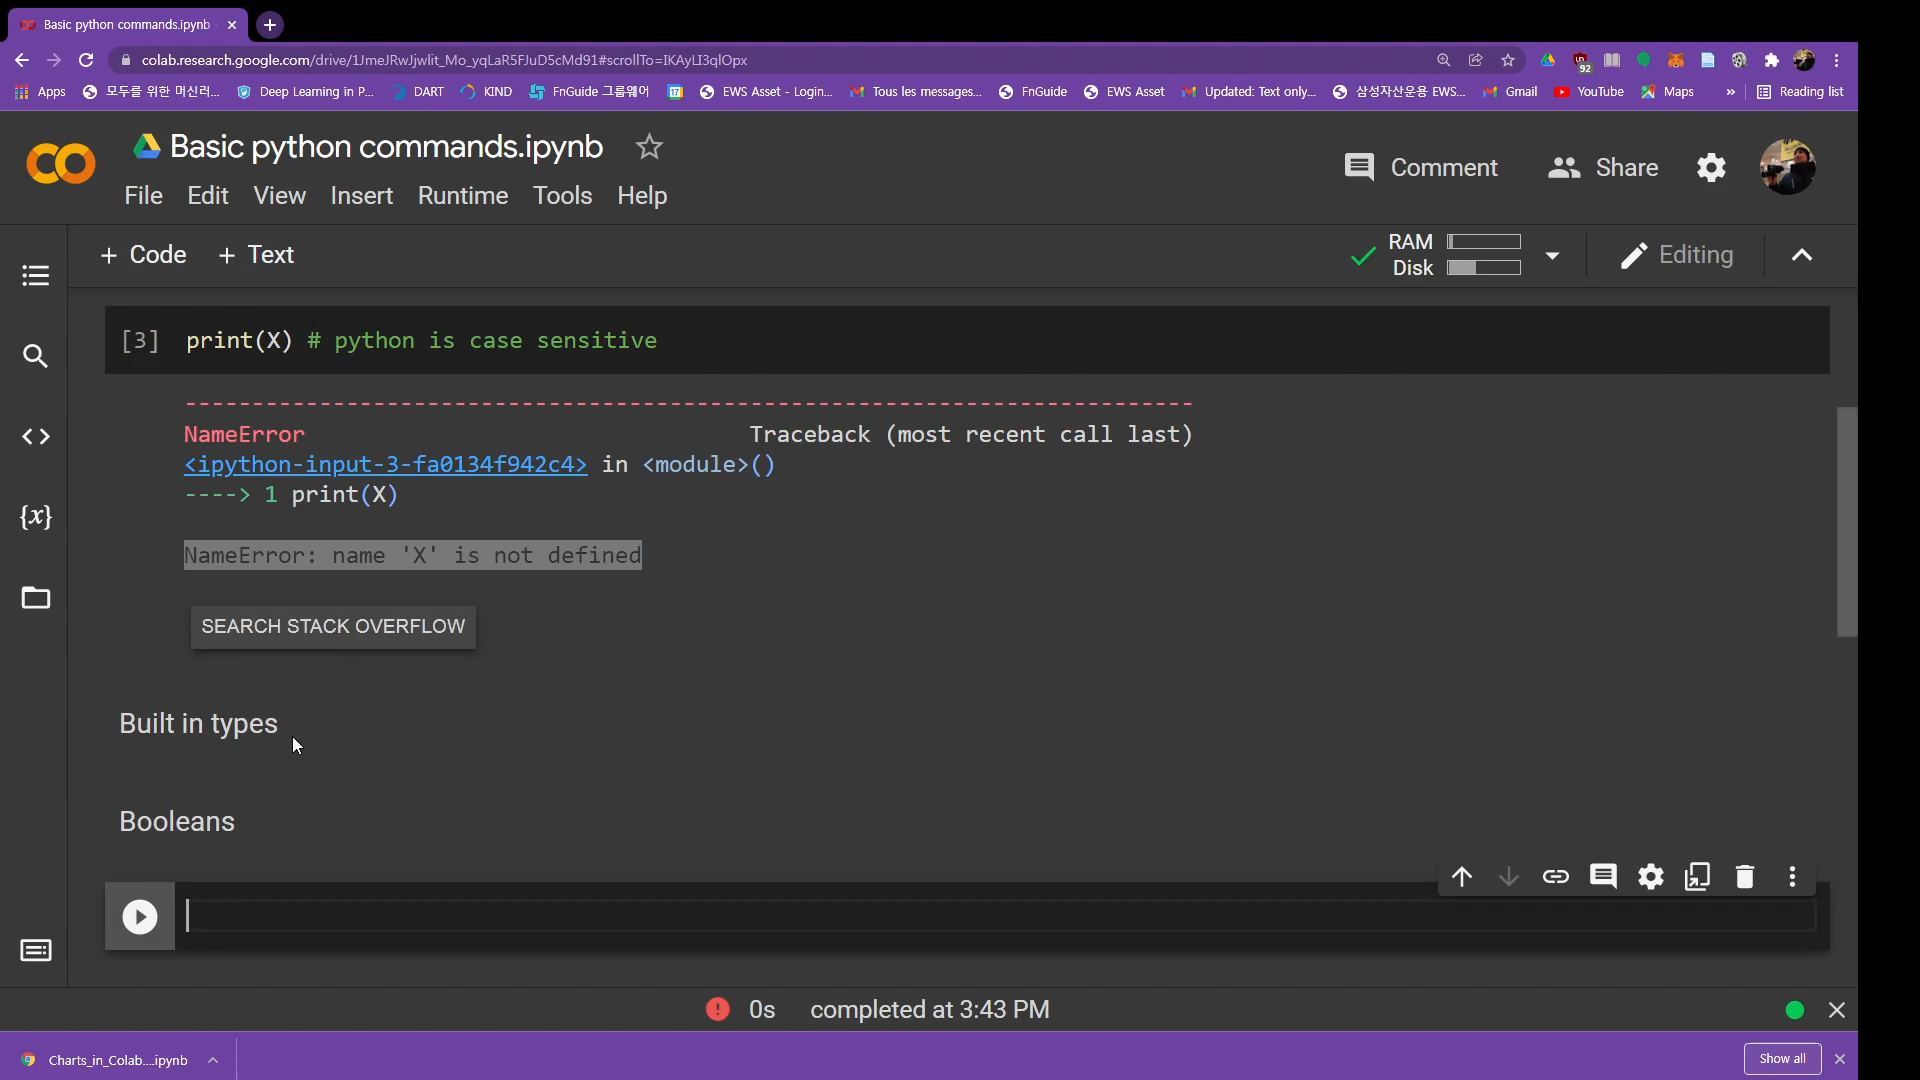 Basic python commands.ipynb
colab.research.google.com/drive/1JmeJRwJjwlit_Mo_yqLaR5FJuD5cMd91#scrollTo=IKAyLI3qlOpx
92
Apps 모두를 위한 머신러... Deep Learning in P... DART KIND FnGuide 그룹웨어 17 EWS Asset - Login... Tous les messages... FnGuide EWS Asset Updated: Text only... 삼성자산운용 EWS... Gmail YouTube Maps » Reading list
CO Basic python commands.ipynb
Comment Share
File Edit View Insert Runtime Tools Help
+ Code + Text
RAM
Disk
Editing
[3] print(X) # python is case sensitive
---------------------------------------------------------------------------
NameError Traceback (most recent call last)
<ipython-input-3-fa0134f942c4> in <module>()
----> 1 print(X)
NameError: name 'X' is not defined
SEARCH STACK OVERFLOW
Built in types
Booleans
0s completed at 3:43 PM
Charts_in_Colab....ipynb
Show all